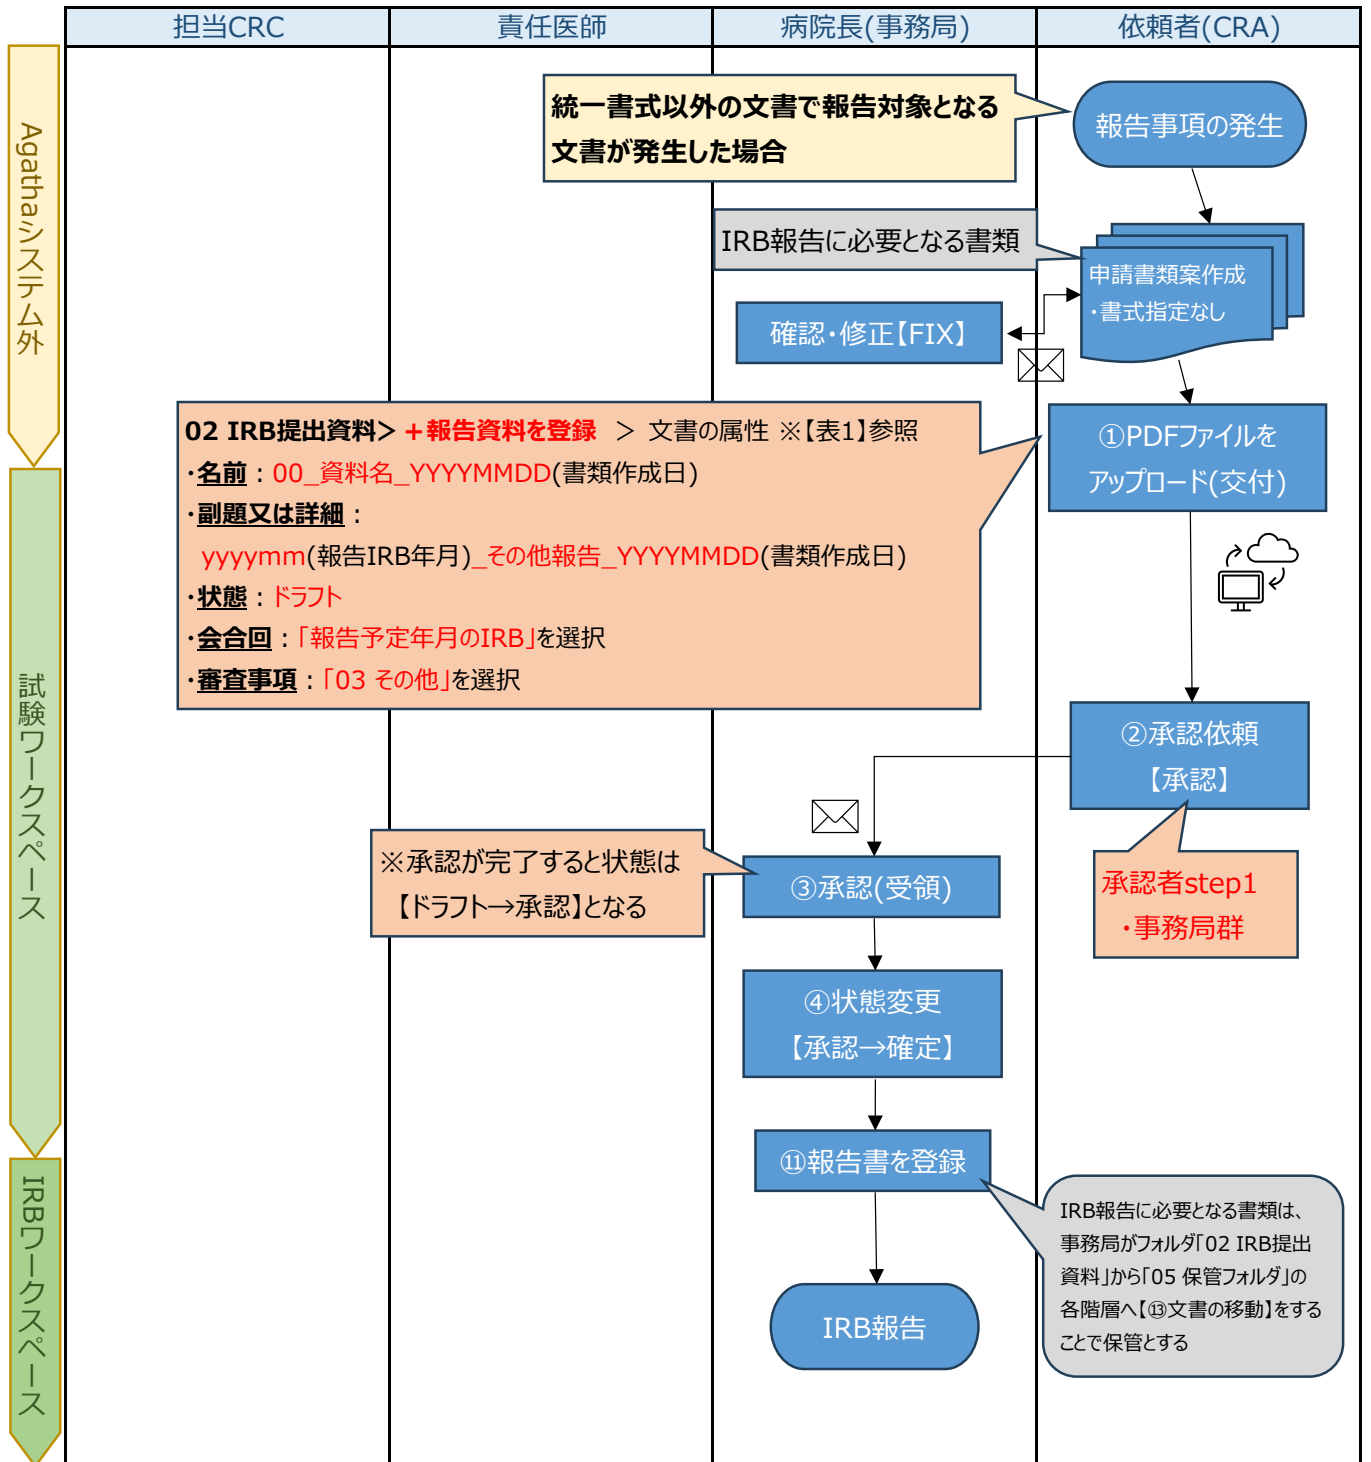 担当CRC
責任医師
病院長(事務局)
依頼者(CRA)
Agathaシステム外
試験ワークスペース
IRBワークスペース
統一書式以外の文書で報告対象となる
文書が発生した場合
報告事項の発生
IRB報告に必要となる書類
申請書類案作成
・書式指定なし
確認・修正【FIX】
02 IRB提出資料>＋報告資料を登録 ＞ 文書の属性 ※【表1】参照
・名前：00_資料名_YYYYMMDD(書類作成日)
・副題又は詳細：
yyyymm(報告IRB年月)_その他報告_YYYYMMDD(書類作成日)
・状態：ドラフト
・会合回：「報告予定年月のIRB」を選択
・審査事項：「03 その他」を選択
①PDFファイルを
アップロード(交付)
②承認依頼
【承認】
承認者step1
・事務局群
※承認が完了すると状態は
【ドラフト→承認】となる
③承認(受領)
④状態変更
【承認→確定】
⑪報告書を登録
IRB報告に必要となる書類は、
事務局がフォルダ「02 IRB提出
資料」から「05 保管フォルダ」の
各階層へ【⑬文書の移動】をする
ことで保管とする
IRB報告